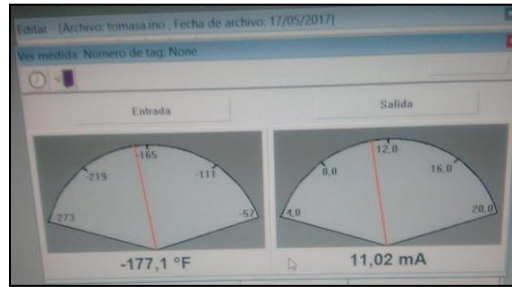 Editar - [Archivo: tomasa.ino , Fecha de archivo: 17/05/2017]
Ver medida. Número de tag: None
Entrada
Salida
-273
-219
-165
-111
-57
-177,1 °F
4,0
8,0
12,0
16,0
20,0
11,02 mA